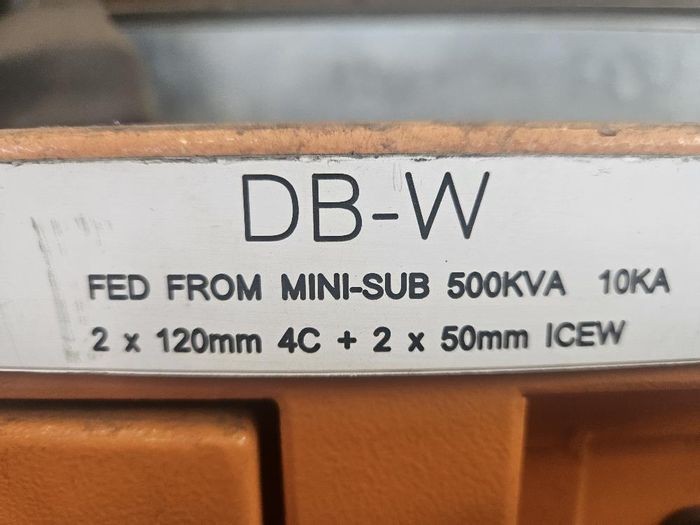 DB-W
FED FROM MINI-SUB 500KVA 10KA
2 x 120mm 4C + 2 x 50mm ICEW